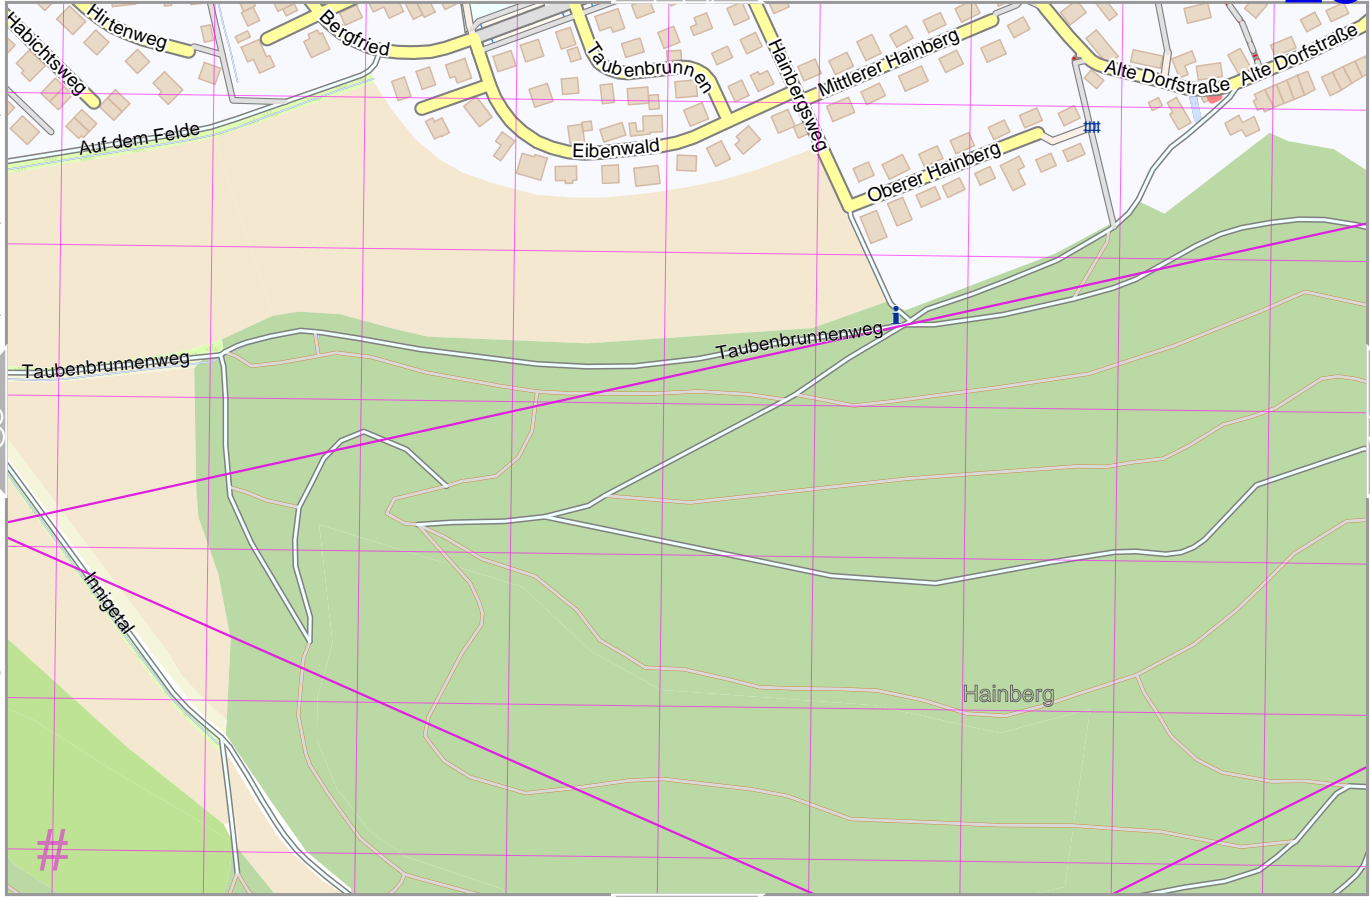 Hirtenweg
Habichtsweg
Bergfried
Taubenbrunnen
Hainbergsweg
Mittlerer Hainberg
Alte Dorfstraße
Alte Dorfstraße
Auf dem Felde
Eibenwald
Oberer Hainberg
i
Taubenbrunnenweg
Taubenbrunnenweg
Innigetal
Hainberg
#